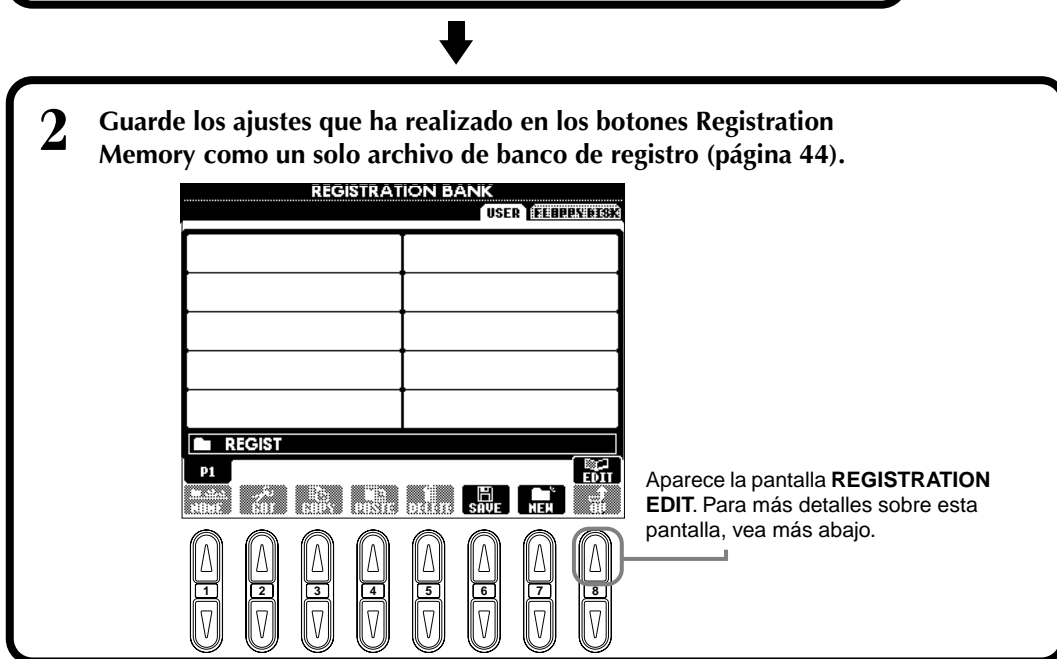 2 Guarde los ajustes que ha realizado en los botones Registration
Memory como un solo archivo de banco de registro (página 44).
REGISTRATION BANK
USER FLOPPY DISK
REGIST
P1 EDIT
NAME CUT COPY PASTE DELETE SAVE NEW UP
Aparece la pantalla REGISTRATION
EDIT. Para más detalles sobre esta
pantalla, vea más abajo.
1 2 3 4 5 6 7 8